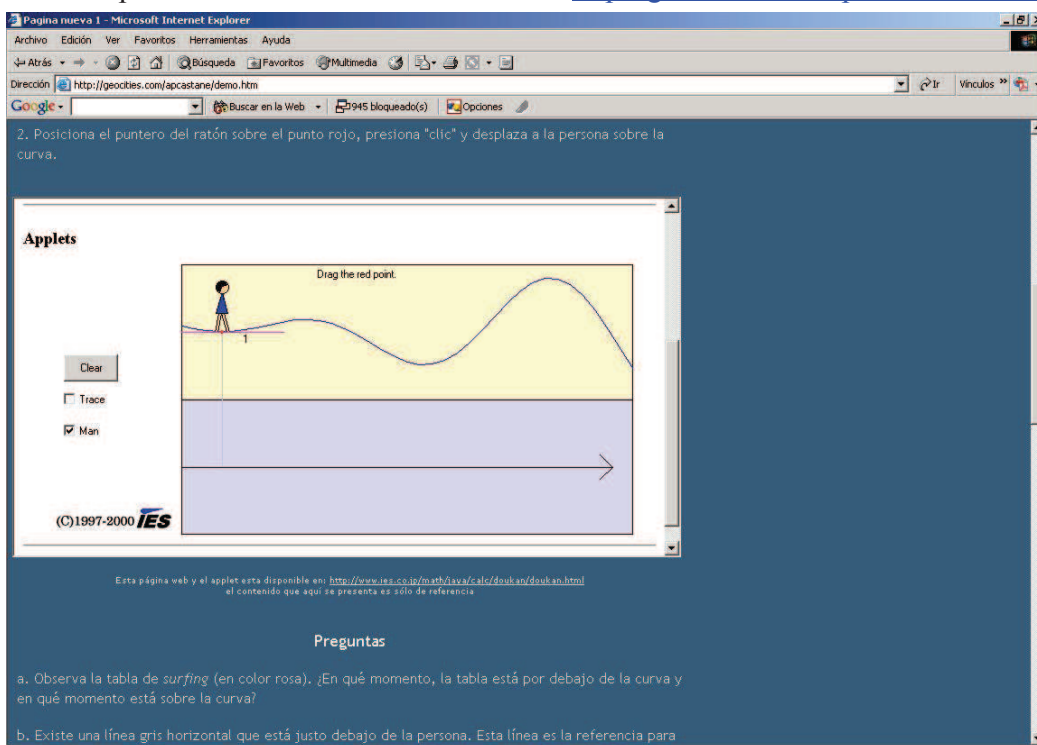 Pagina nueva 1 - Microsoft Internet Explorer
Archivo Edición Ver Favoritos Herramientas Ayuda
Atrás Búsqueda Favoritos Multimedia
Dirección http://geocities.com/apcastane/demo.htm Ir Vínculos »
Google Buscar en la Web 945 bloqueado(s) Opciones
2. Posiciona el puntero del ratón sobre el punto rojo, presiona "clic" y desplaza a la persona sobre la
curva.
Applets
Drag the red point.
1
Clear
Trace
Man
(C)1997-2000 IES
Esta página web y el applet esta disponible en: http://www.ies.co.jp/math/java/calc/doukan/doukan.html
el contenido que aquí se presenta es sólo de referencia
Preguntas
a. Observa la tabla de surfing (en color rosa). ¿En qué momento, la tabla está por debajo de la curva y
en qué momento está sobre la curva?
b. Existe una línea gris horizontal que está justo debajo de la persona. Esta línea es la referencia para